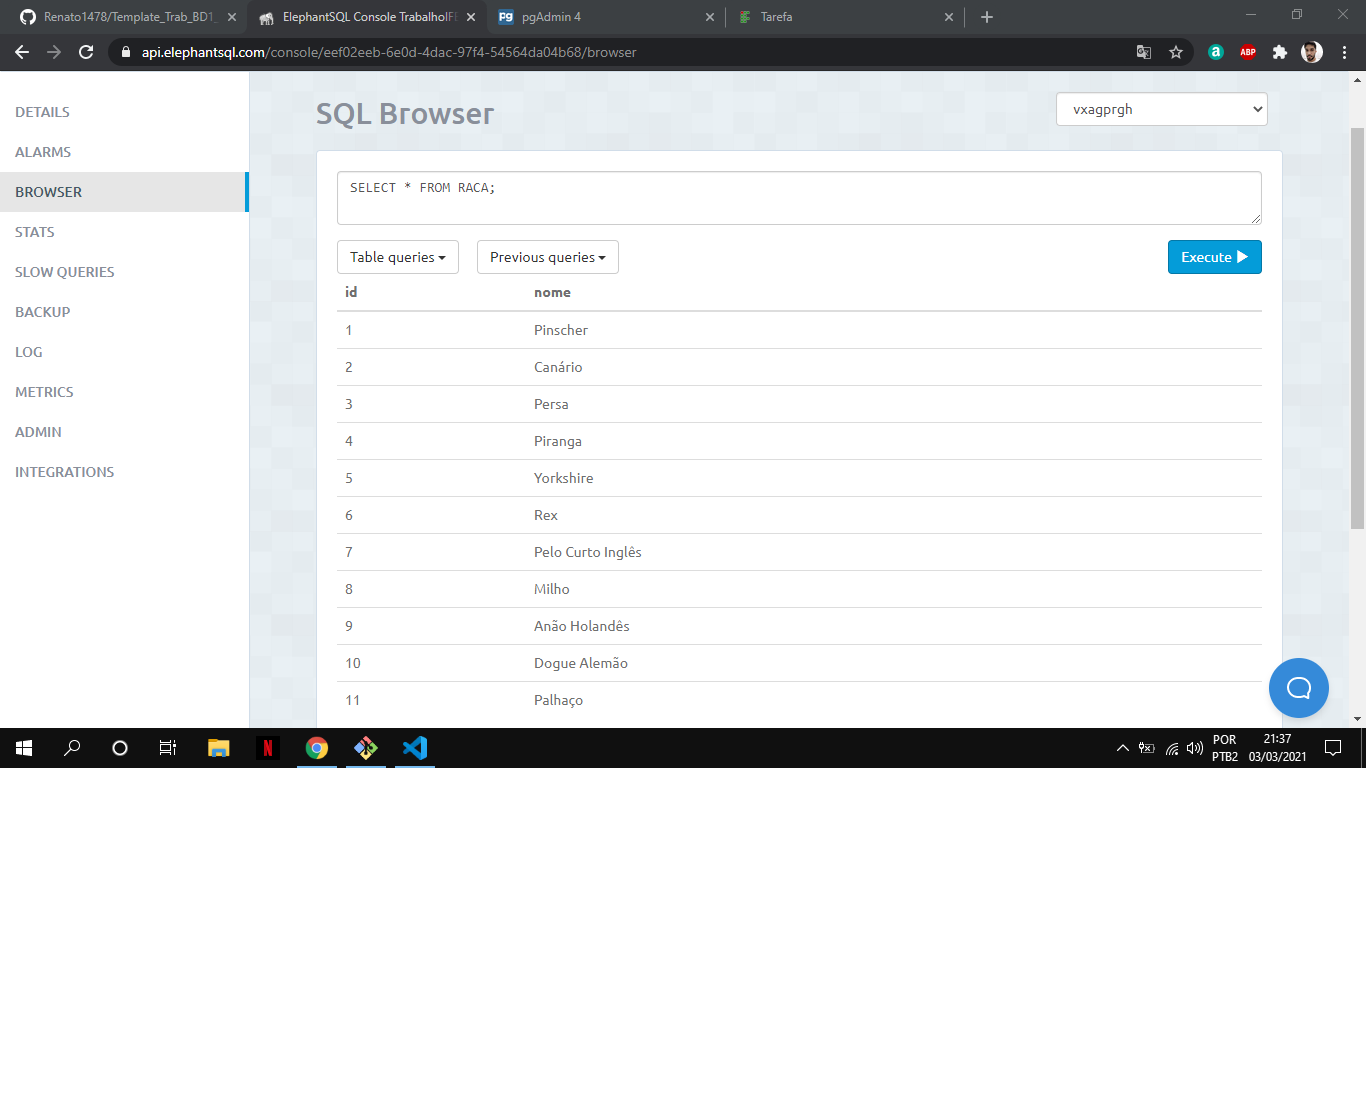 Renato1478/Template_Trab_BD1_
ElephantSQL Console TrabalhoIFE
pgAdmin 4
Tarefa
api.elephantsql.com/console/eef02eeb-6e0d-4dac-97f4-54564da04b68/browser
ABP
DETAILS
ALARMS
BROWSER
STATS
SLOW QUERIES
BACKUP
LOG
METRICS
ADMIN
INTEGRATIONS
SQL Browser
vxagprgh
SELECT * FROM RACA;
Table queries
Previous queries
Execute
id nome
1 Pinscher
2 Canário
3 Persa
4 Piranga
5 Yorkshire
6 Rex
7 Pelo Curto Inglês
8 Milho
9 Anão Holandês
10 Dogue Alemão
11 Palhaço
POR
PTB2
21:37
03/03/2021